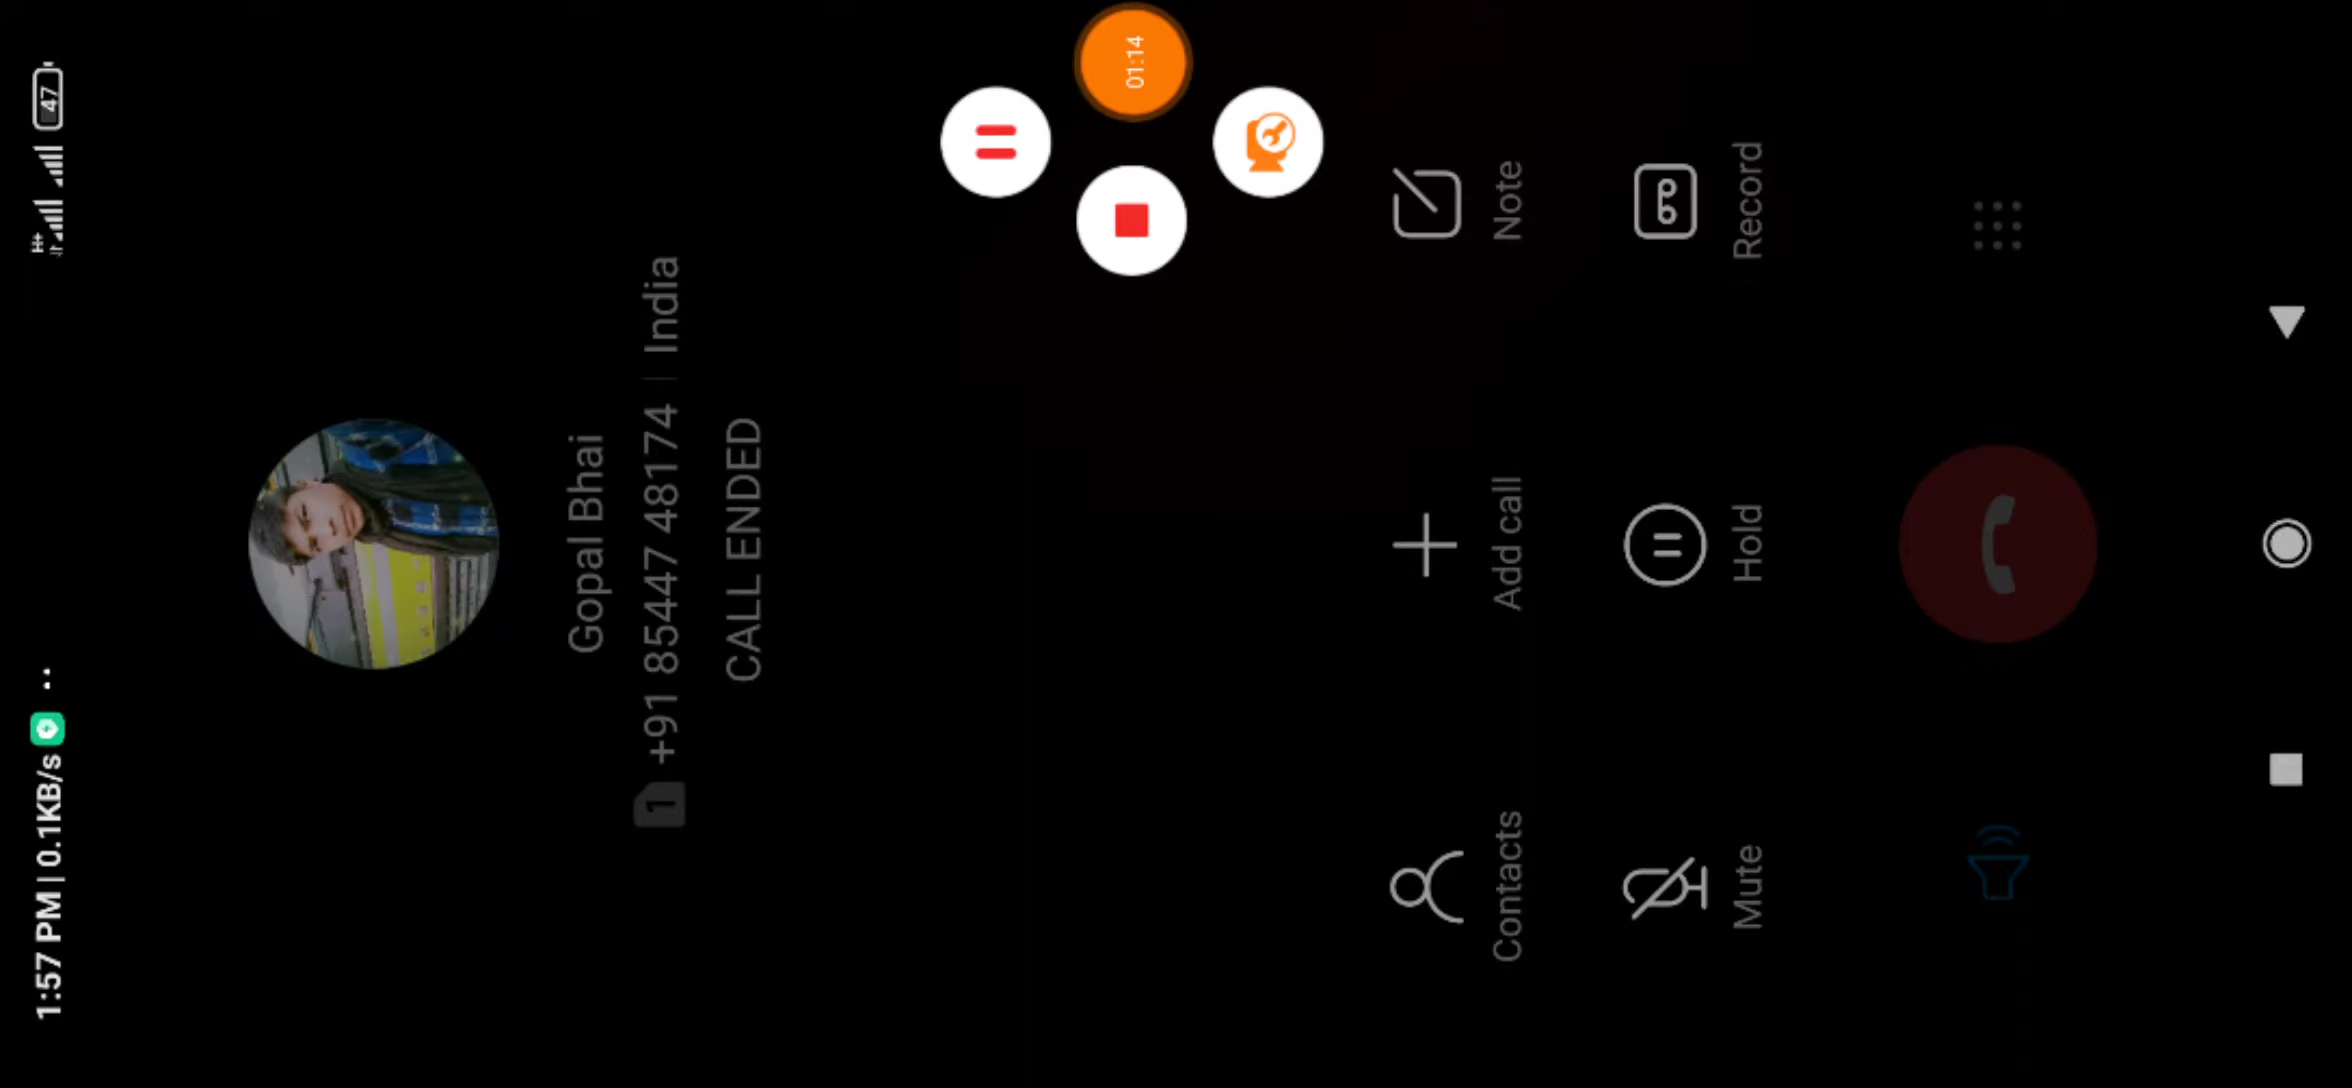 1:57 PM | 0.1KB/s ..
H+
47
Gopal Bhai
1 +91 85447 48174 | India
CALL ENDED
01:14
Contacts Add call Note
Mute Hold Record